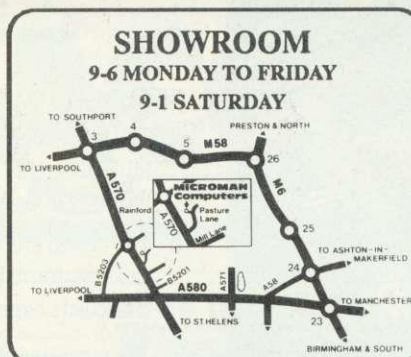 SHOWROOM
9-6 MONDAY TO FRIDAY
9-1 SATURDAY
TO SOUTHPORT
PRESTON & NORTH
3
4
5
M58
26
TO LIVERPOOL
A570
MICROMAN
Computers
Pasture
Lane
A570
Mill Lane
M6
Rainford
25
TO ASHTON-IN-
MAKERFIELD
24
B5203
B5201
A571
A58
TO LIVERPOOL
A580
TO MANCHESTER
23
TO ST HELENS
BIRMINGHAM & SOUTH